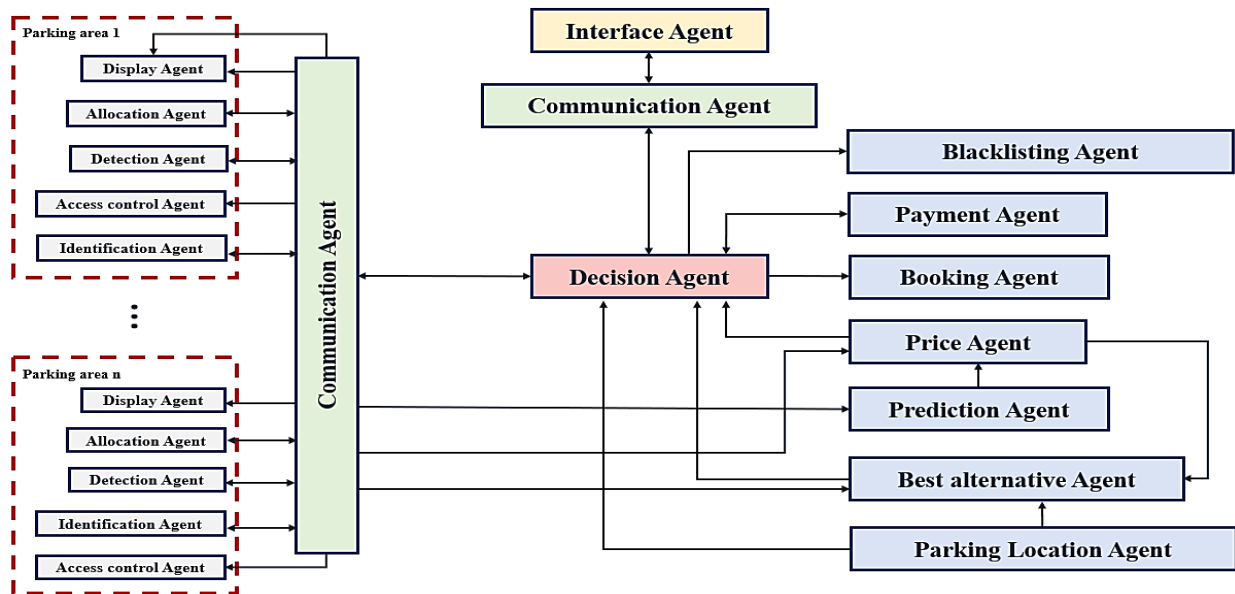 Parking area 1
Display Agent
Allocation Agent
Detection Agent
Access control Agent
Identification Agent
...
Parking area n
Display Agent
Allocation Agent
Detection Agent
Identification Agent
Access control Agent
Communication Agent
Interface Agent
Communication Agent
Decision Agent
Blacklisting Agent
Payment Agent
Booking Agent
Price Agent
Prediction Agent
Best alternative Agent
Parking Location Agent